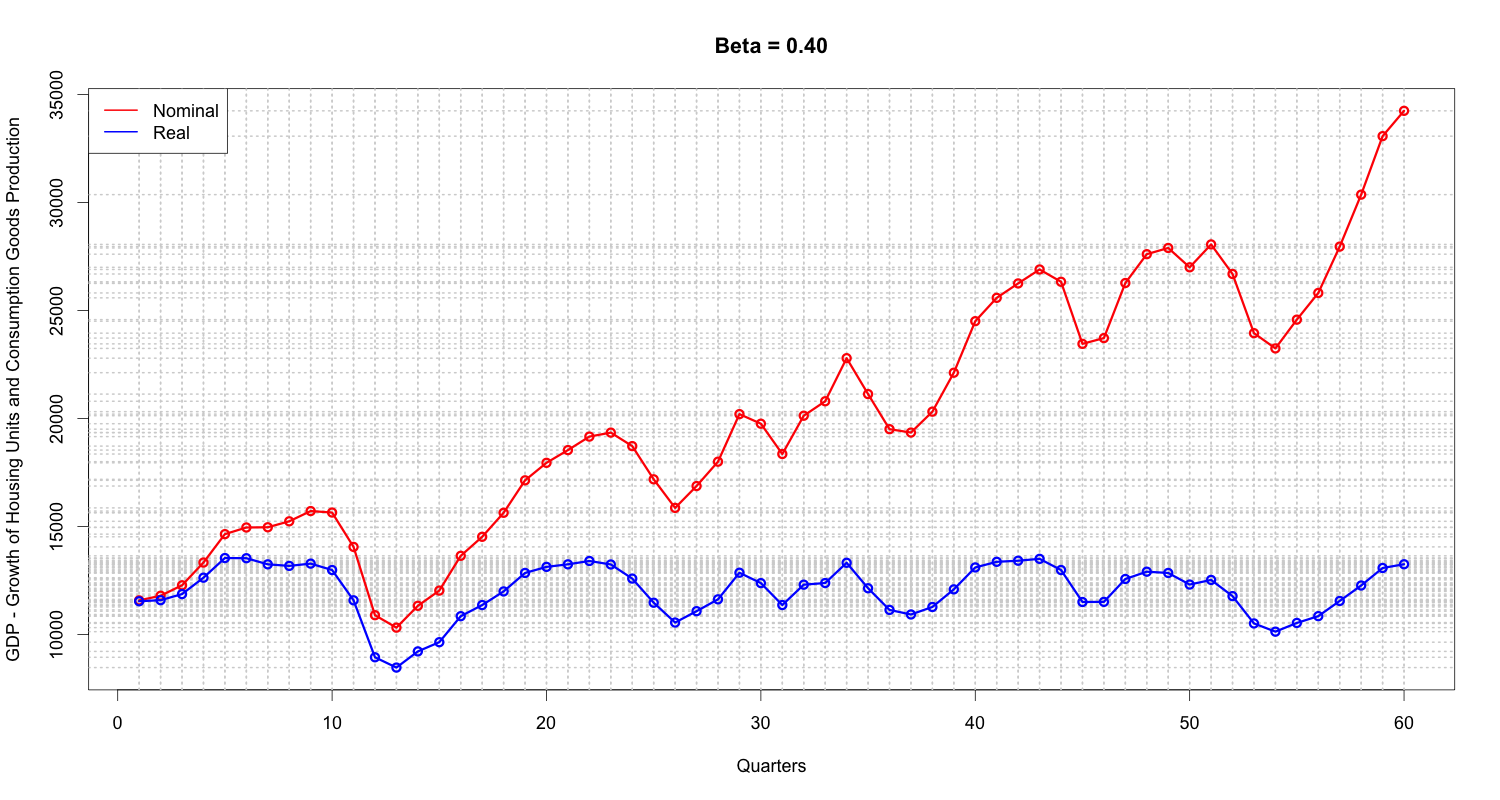 Beta = 0.40
Nominal
Real
GDP - Growth of Housing Units and Consumption Goods Production
35000
30000
25000
20000
15000
10000
0 10 20 30 40 50 60
Quarters